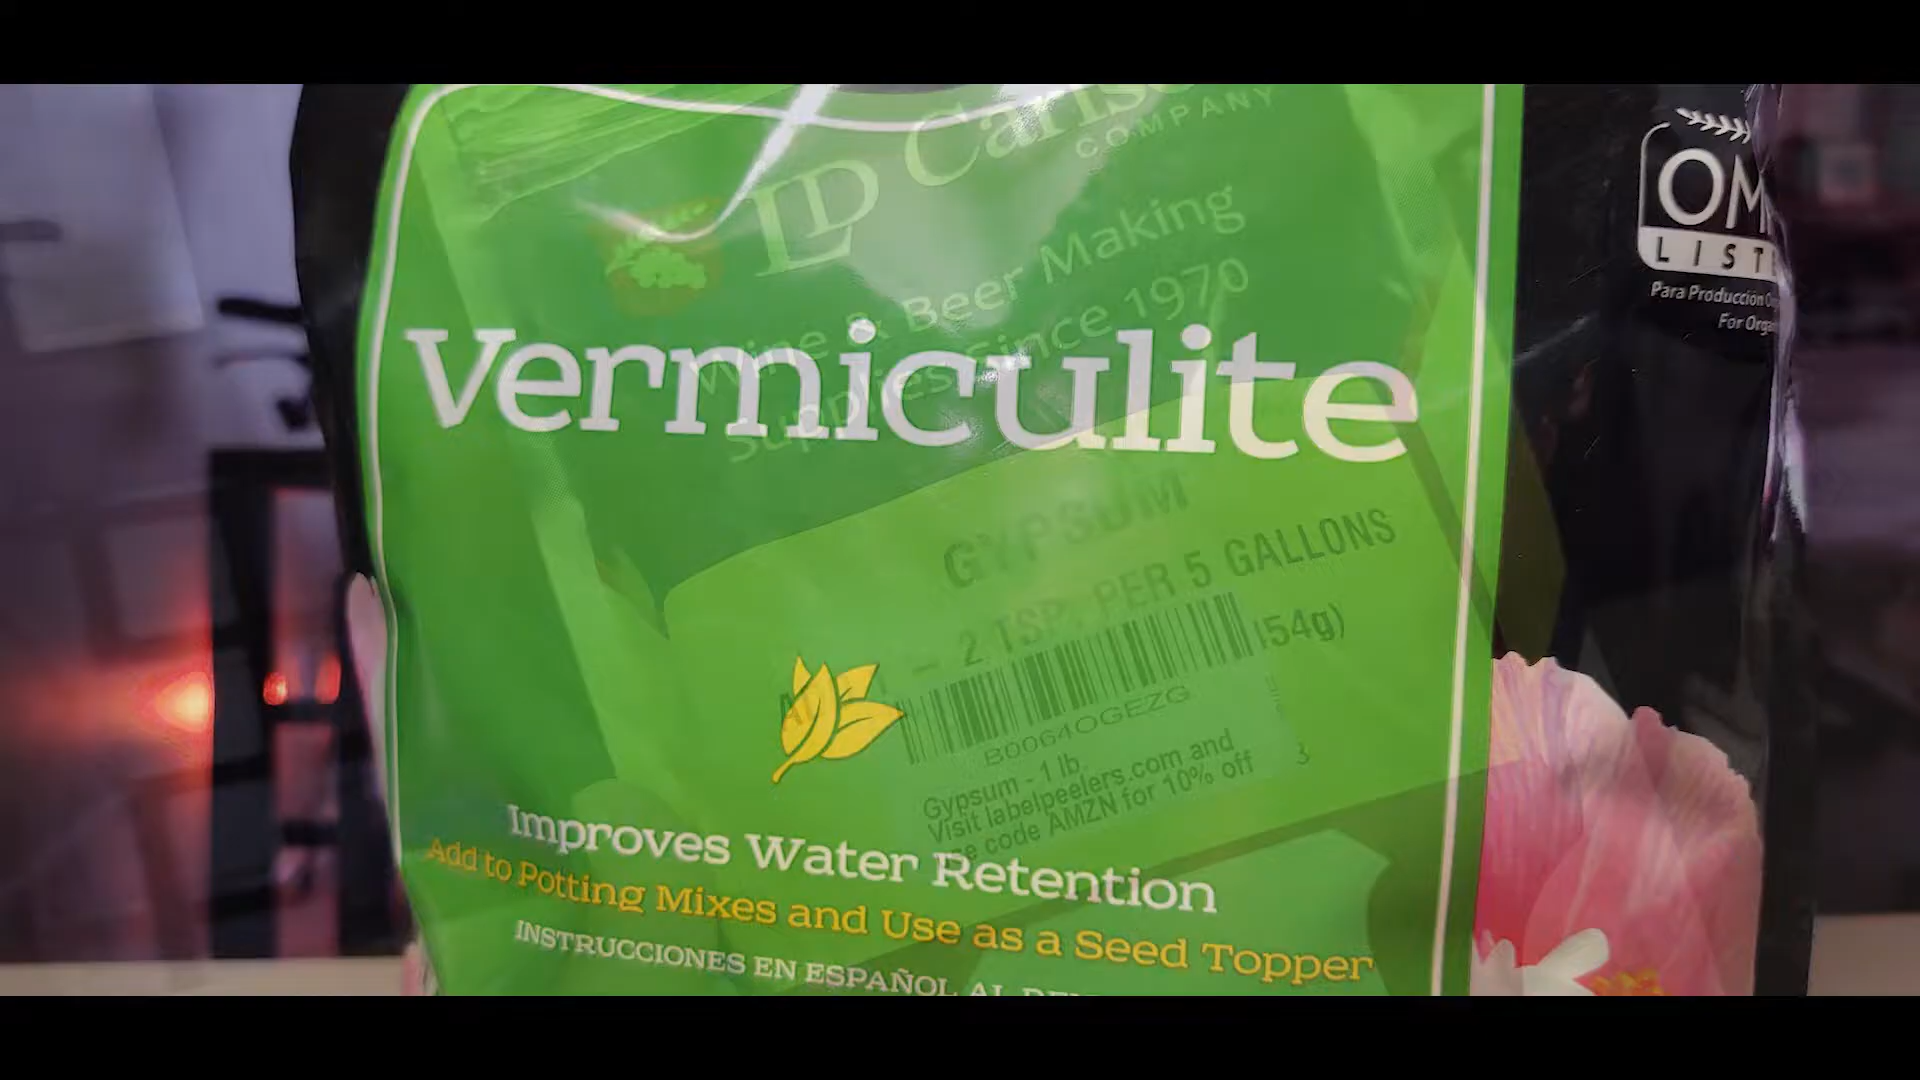 LD Carls
COMPANY
Wine & Beer Making
Supplies Since 1970
OM
LIST
Para Producción
For Orga
Vermiculite
GYPSUM
– 2 TSP. PER 5 GALLONS
(54g)
B0064OGEZG
Gypsum - 1 lb.
Visit labelpeelers.com and
code AMZN for 10% off
Improves Water Retention
Add to Potting Mixes and Use as a Seed Topper
INSTRUCCIONES EN ESPAÑOL AL